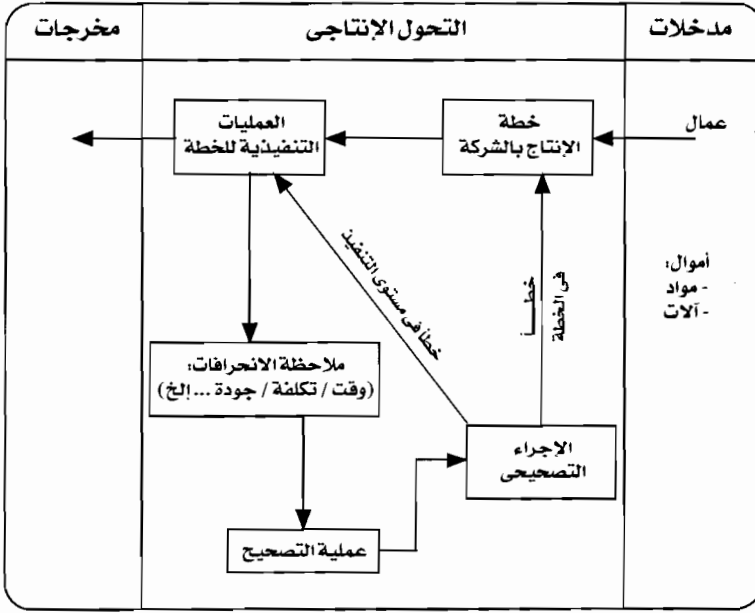 مدخلات
التحول الإنتاجى
مخرجات
عمال
خطة
الإنتاج بالشركة
العمليات
التنفيذية للخطة
أموال:
- مواد
- آلات
خطــأ
فى الخطة
خطأ فى مستوى التنفيذ
ملاحظة الانحرافات:
(وقت / تكلفة / جودة ... إلخ)
الإجراء
التصحيحى
عملية التصحيح